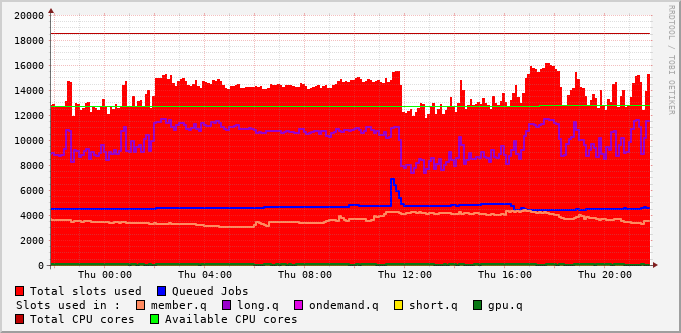 20000
18000
16000
14000
12000
10000
8000
6000
4000
2000
0
Thu 00:00 Thu 04:00 Thu 08:00 Thu 12:00 Thu 16:00 Thu 20:00
RRDTOOL / TOBI OETIKER
Total slots used Queued Jobs
Slots used in : member.q long.q ondemand.q short.q gpu.q
Total CPU cores Available CPU cores